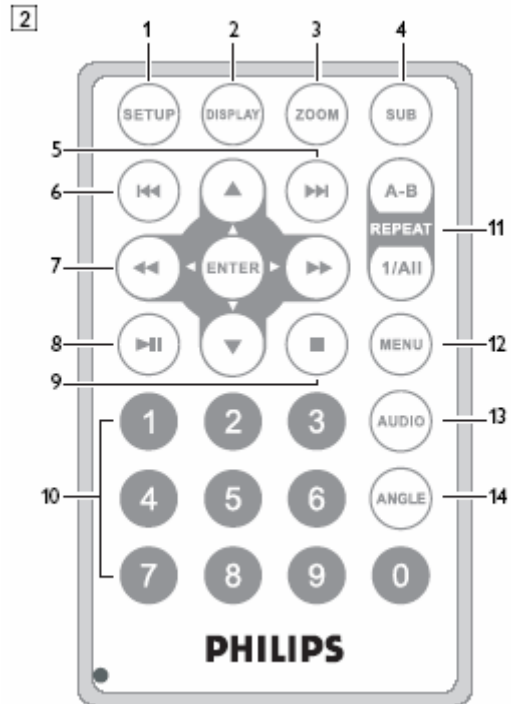 2
1 2 3 4
SETUP DISPLAY ZOOM SUB
5
6 A-B
REPEAT 11
7 ENTER 1/All
8 MENU 12
9
1 2 3 AUDIO 13
10 4 5 6 ANGLE 14
7 8 9 0
PHILIPS